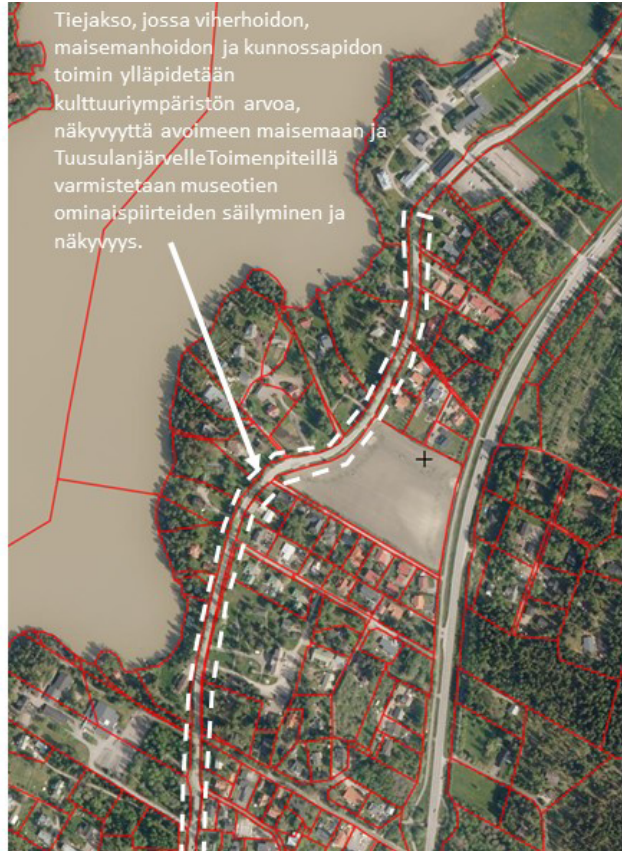 Tiejakso, jossa viherhoidon,
maisemanhoidon ja kunnossapidon
toimin ylläpidetään
kulttuuriympäristön arvoa,
näkyvyyttä avoimeen maisemaan ja
TuusulanjärvelleToimenpiteillä
varmistetaan museotien
ominaispiirteiden säilyminen ja
näkyvyys.